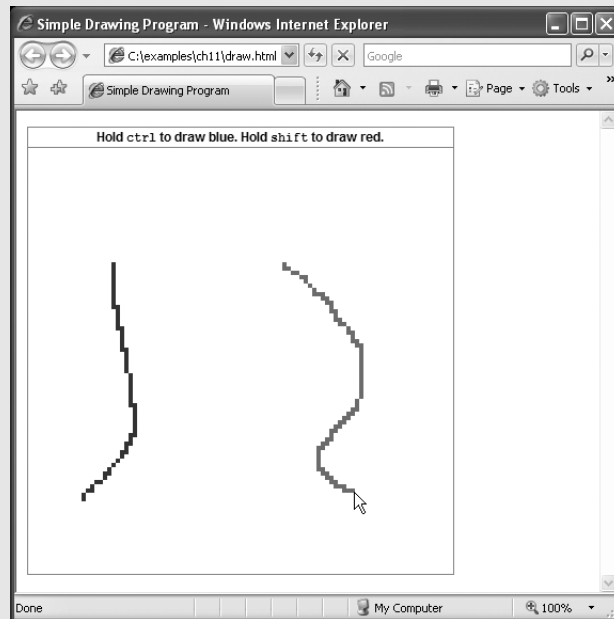 Simple Drawing Program - Windows Internet Explorer
C:\examples\ch11\draw.html
Google
Simple Drawing Program
Page
Tools
»
Hold ctrl to draw blue. Hold shift to draw red.
Done
My Computer
100%